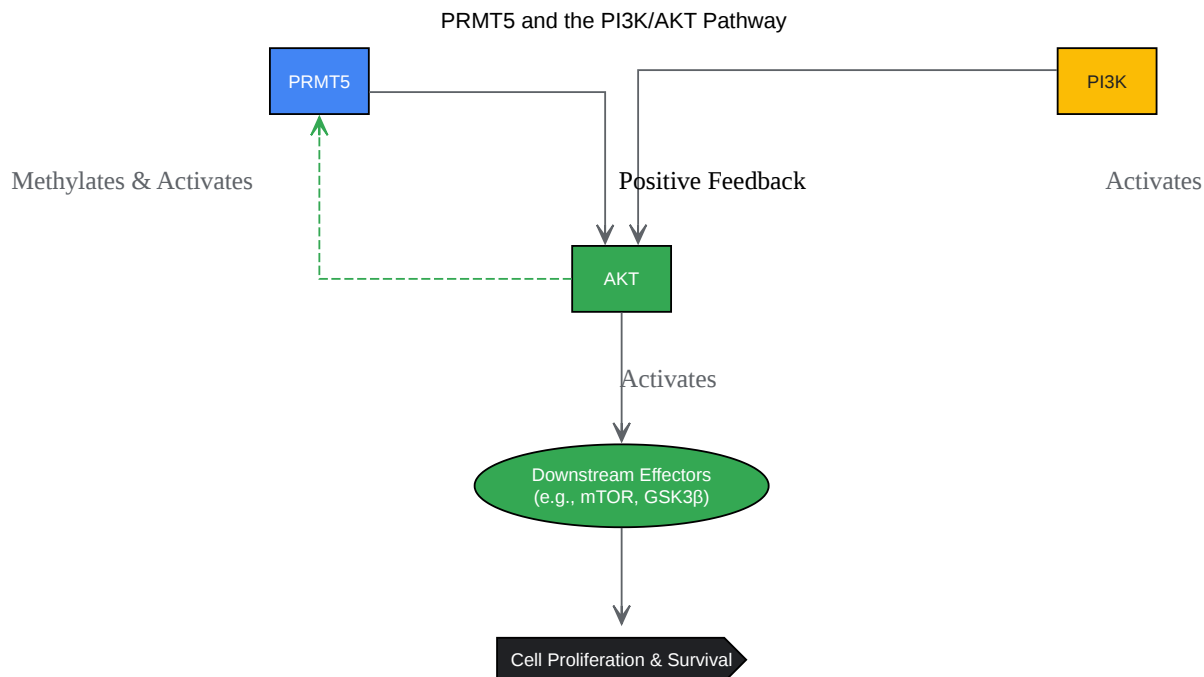 PRMT5 and the PI3K/AKT Pathway
PRMT5
PI3K
Methylates & Activates
Positive Feedback
Activates
AKT
Activates
Downstream Effectors
(e.g., mTOR, GSK3β)
Cell Proliferation & Survival